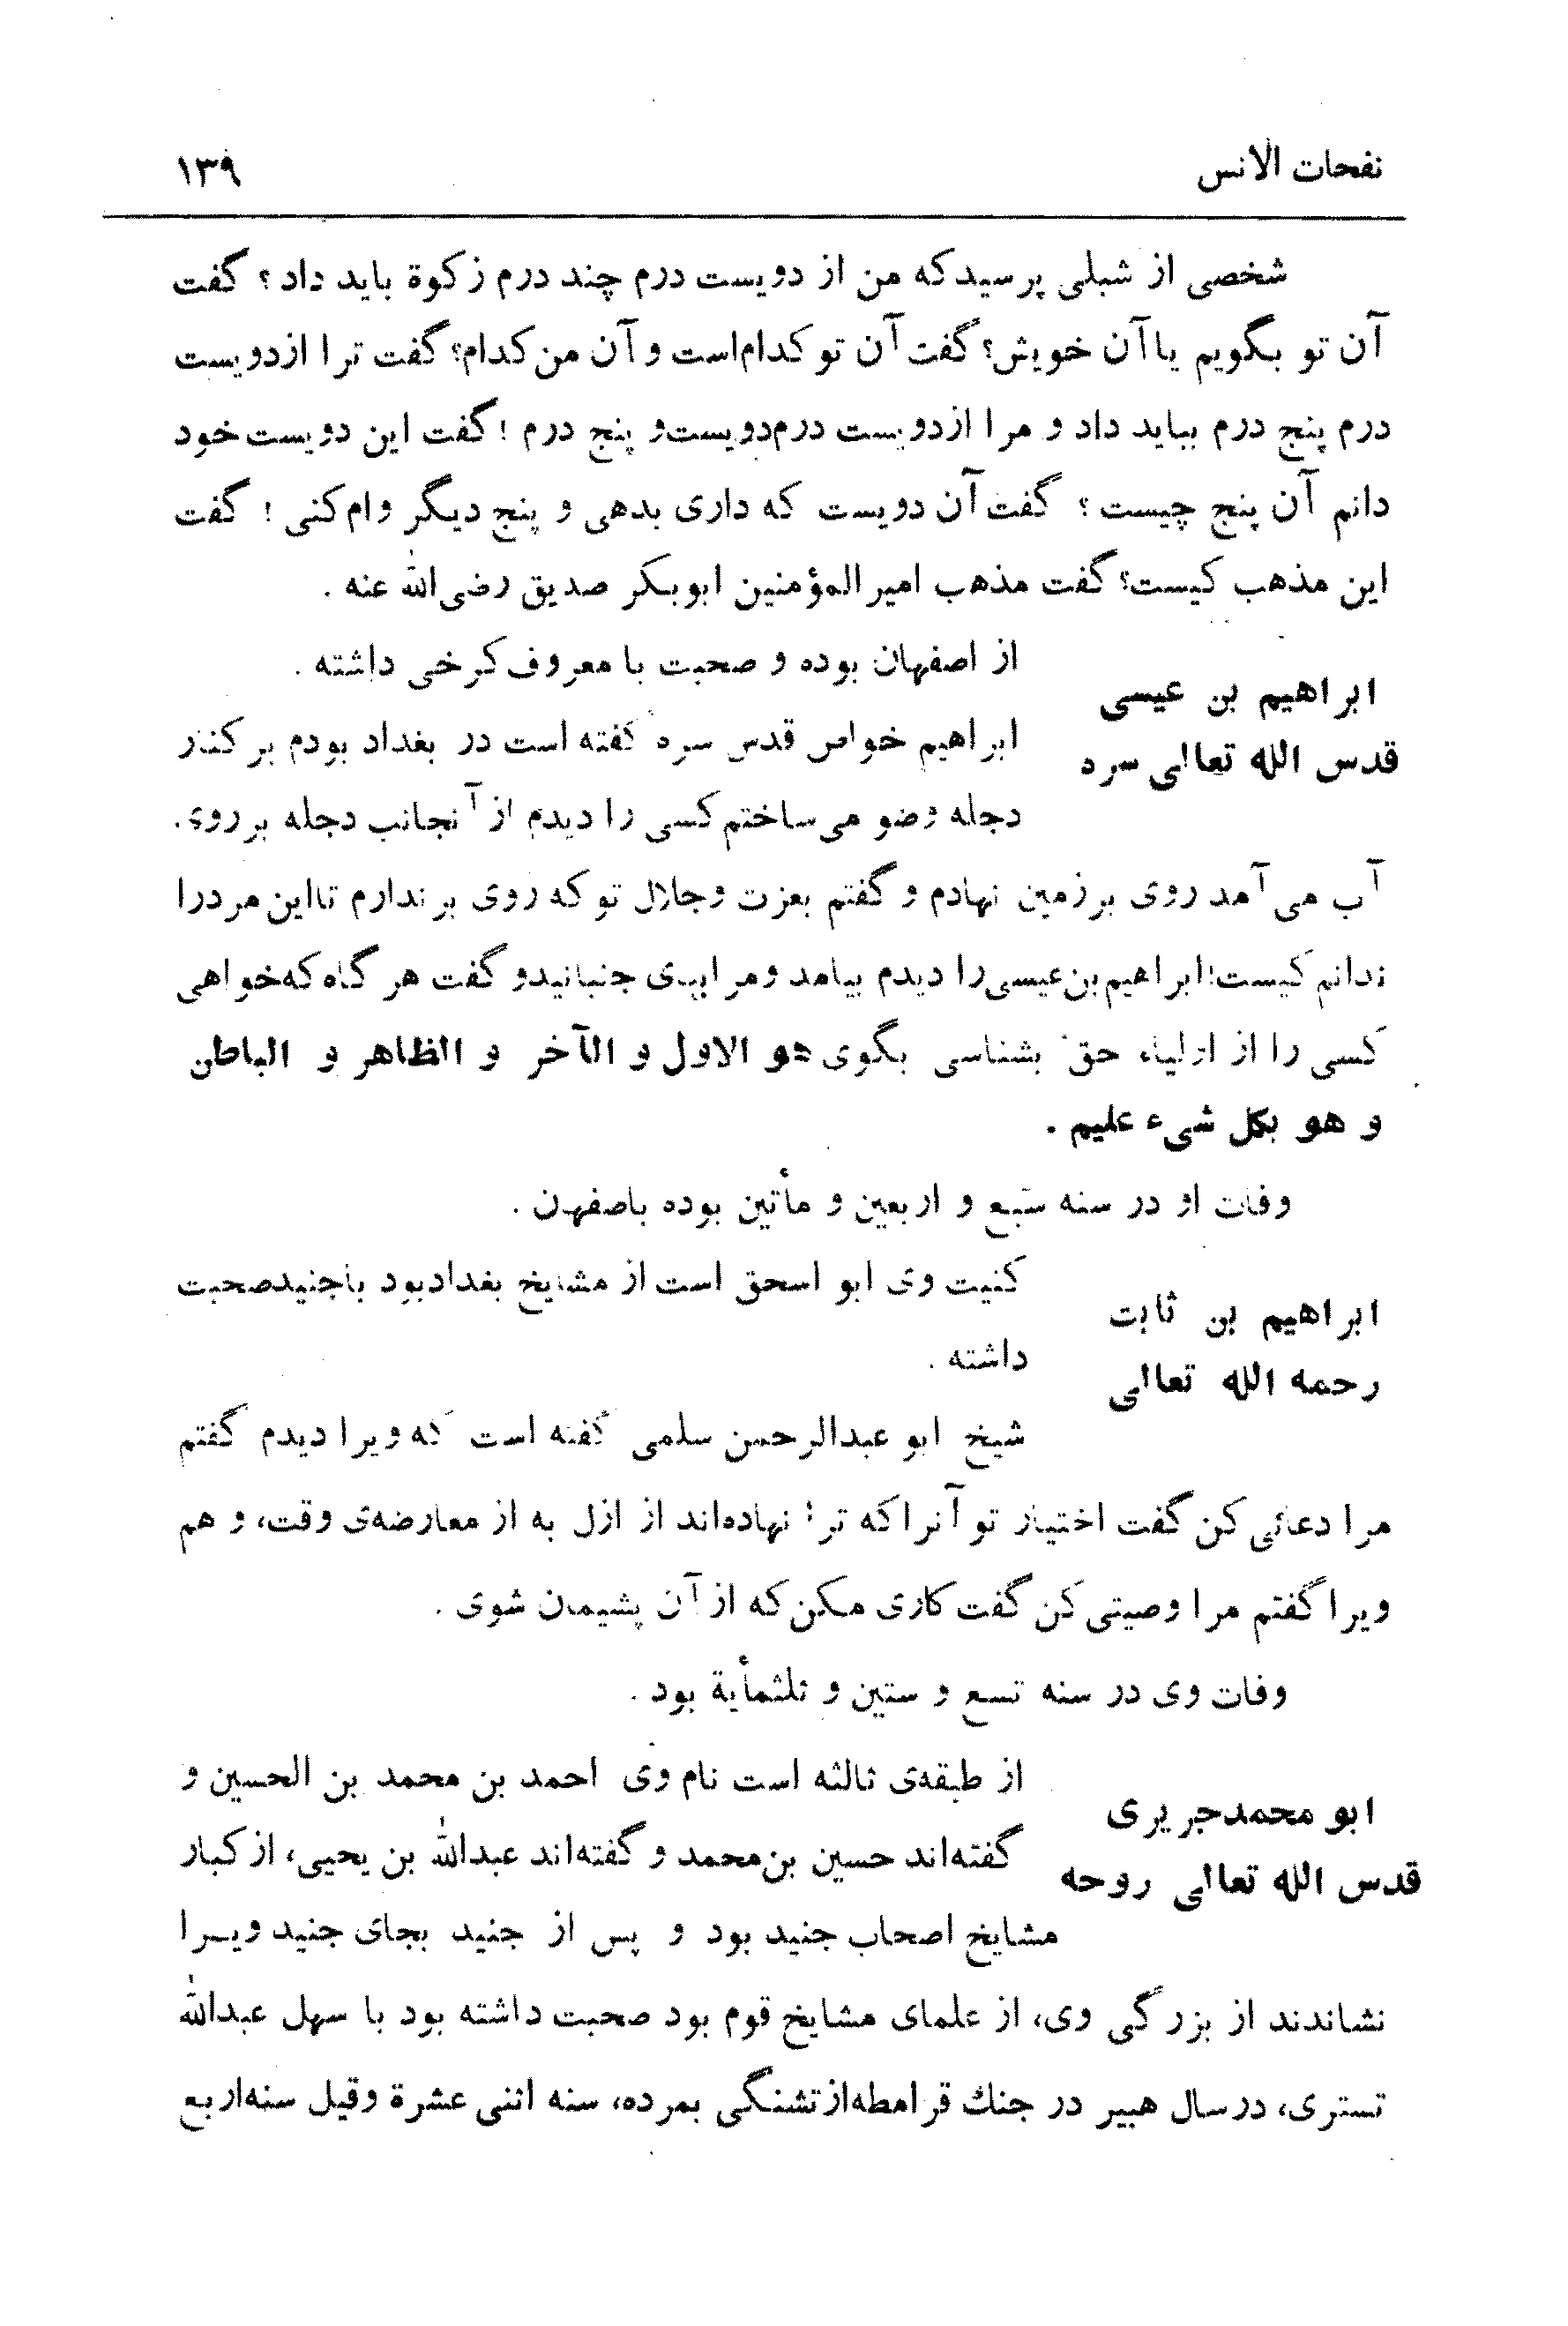 نفحات الانس
۱۳۹
شخصی از شبلی پرسید که من از دویست درم چند درم زکوة باید داد؟ گفت
آن تو بگویم یا آن خویش؟ گفت آن تو کدام‌است و آن من کدام؟ گفت ترا ازدویست
درم پنج درم بباید داد و مرا ازدویست درم‌دویست‌و پنج درم ! گفت این دویست خود
دانم آن پنج چیست ؟ گفت آن دویست که داری بدهی و پنج دیگر وام کنی ! گفت
این مذهب کیست؟ گفت مذهب امیرالمؤمنین ابوبکر صدیق رضی‌الله عنه .
ابراهیم بن عیسی
قدس الله تعالی سره
از اصفهان بوده و صحبت با معروف کرخی داشته .
ابراهیم خواص قدس سره گفته است در بغداد بودم بر کنار
دجله وضو می‌ساختم کسی را دیدم از آنجانب دجله بر روی
آب می‌آمد روی برزمین نهادم و گفتم بعزت وجلال تو که روی برندارم تااین مردرا
ندانم کیست؛ ابراهیم‌بن‌عیسی‌را دیدم بیامد ومرا بپای جنبانیدو گفت هر گاه که‌خواهی
کسی را از اولیاء حق بشناسی بگوی هو الاول و الآخر و الظاهر و الباطن
و هو بکل شیء علیم .
وفات او در سنه سبع و اربعین و مأتین بوده باصفهان .
ابراهیم بن ثابت
رحمه الله تعالی
کنیت وی ابو اسحق است از مشایخ بغدادبود باجنیدصحبت
داشته .
شیخ ابو عبدالرحمن سلمی گفته است که ویرا دیدم گفتم
مرا دعائی کن گفت اختیار تو آنرا که ترا نهاده‌اند از ازل به از معارضه‌ی وقت، و هم
ویرا گفتم مرا وصیتی کن گفت کاری مکن که از آن پشیمان شوی .
وفات وی در سنه تسع و ستین و ثلثمأیة بود .
ابو محمدجریری
قدس الله تعالی روحه
از طبقه‌ی ثالثه است نام وی احمد بن محمد بن الحسین و
گفته‌اند حسین بن‌محمد و گفته‌اند عبدالله بن یحیی، از کبار
مشایخ اصحاب جنید بود و پس از جنید بجای جنید ویرا
نشاندند از بزرگی وی، از علمای مشایخ قوم بود صحبت داشته بود با سهل عبدالله
تستری، درسال هبیر در جنك قرامطه‌ازتشنگی بمرده، سنه اثنی عشرة وقیل سنه‌اربع